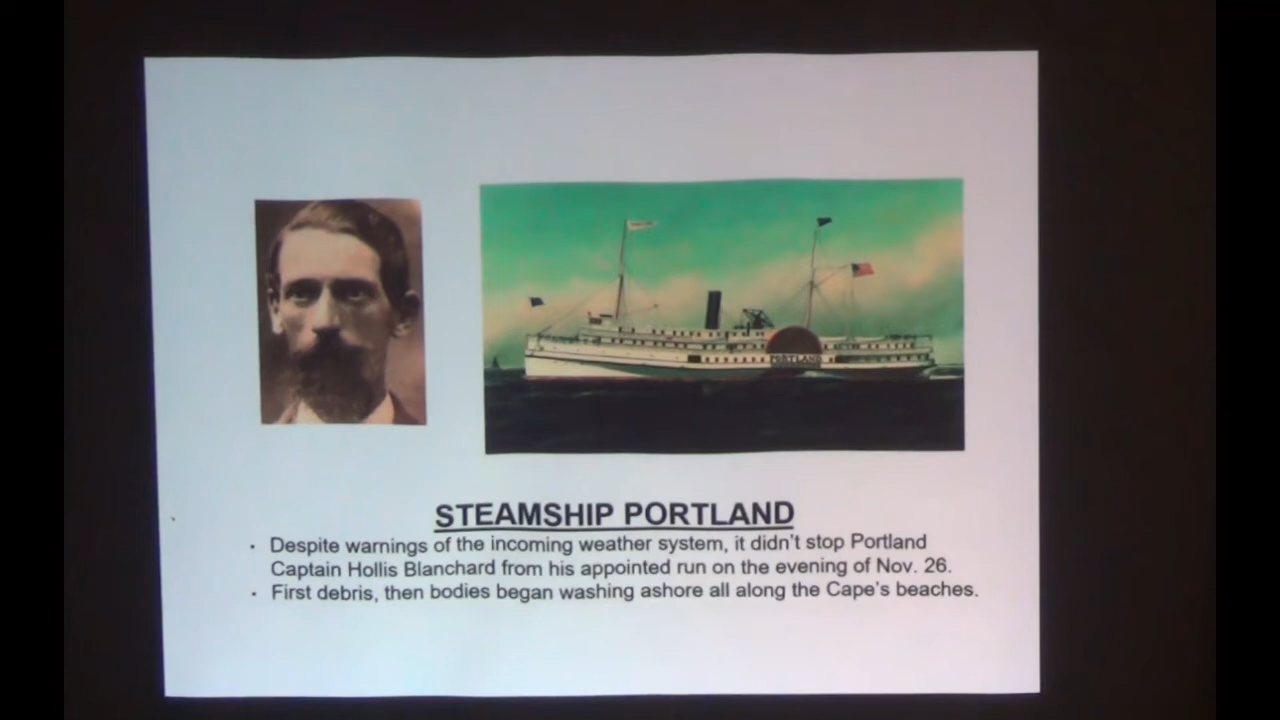 PORTLAND
STEAMSHIP PORTLAND
· Despite warnings of the incoming weather system, it didn't stop Portland
Captain Hollis Blanchard from his appointed run on the evening of Nov. 26.
· First debris, then bodies began washing ashore all along the Cape's beaches.